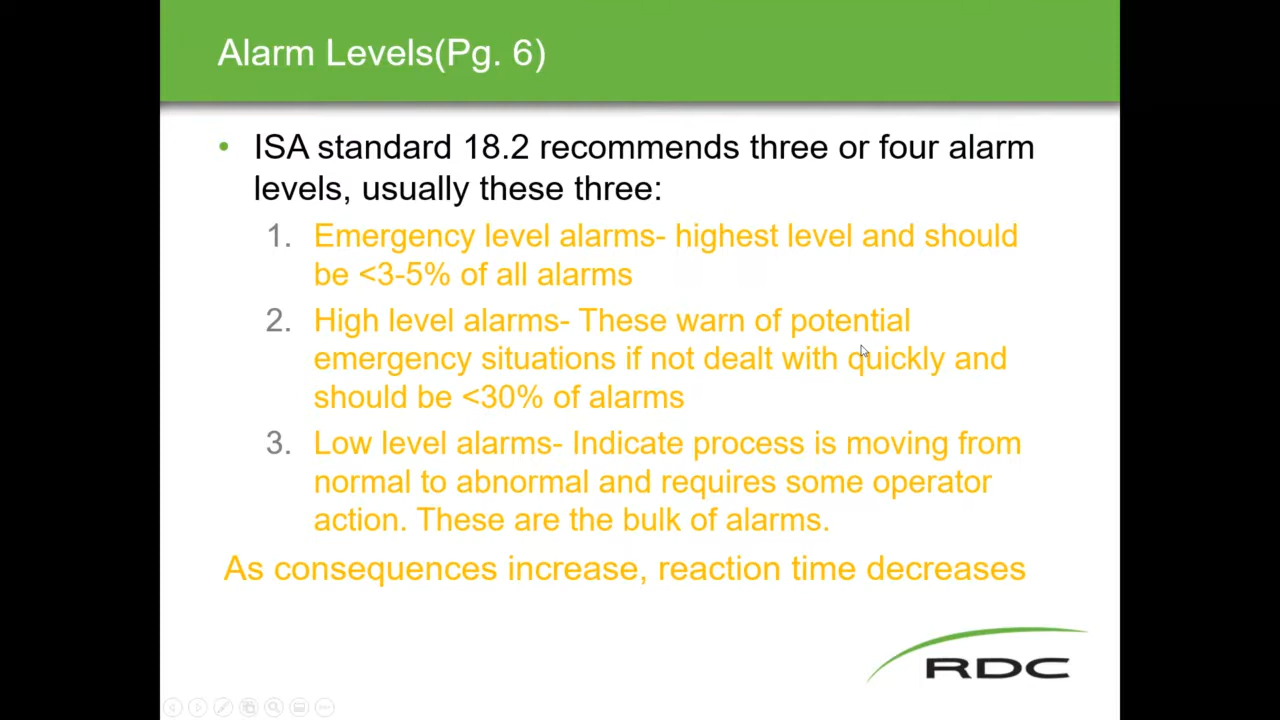 Alarm Levels(Pg. 6)
• ISA standard 18.2 recommends three or four alarm
levels, usually these three:
1. Emergency level alarms- highest level and should
be <3-5% of all alarms
2. High level alarms- These warn of potential
emergency situations if not dealt with quickly and
should be <30% of alarms
3. Low level alarms- Indicate process is moving from
normal to abnormal and requires some operator
action. These are the bulk of alarms.
As consequences increase, reaction time decreases
RDC